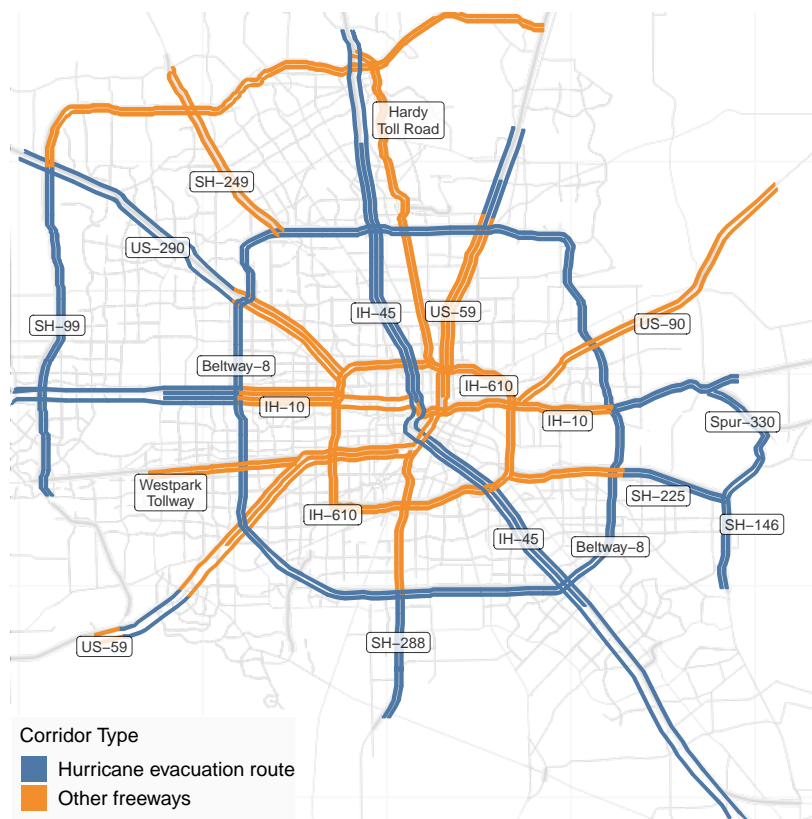 Hardy
Toll Road
SH–249
US–290
SH–99
IH–45
US–59
US–90
Beltway–8
IH–610
IH–10
IH–10
Spur–330
Westpark
Tollway
SH–225
IH–610
SH–146
IH–45
Beltway–8
US–59
SH–288
Corridor Type
Hurricane evacuation route
Other freeways